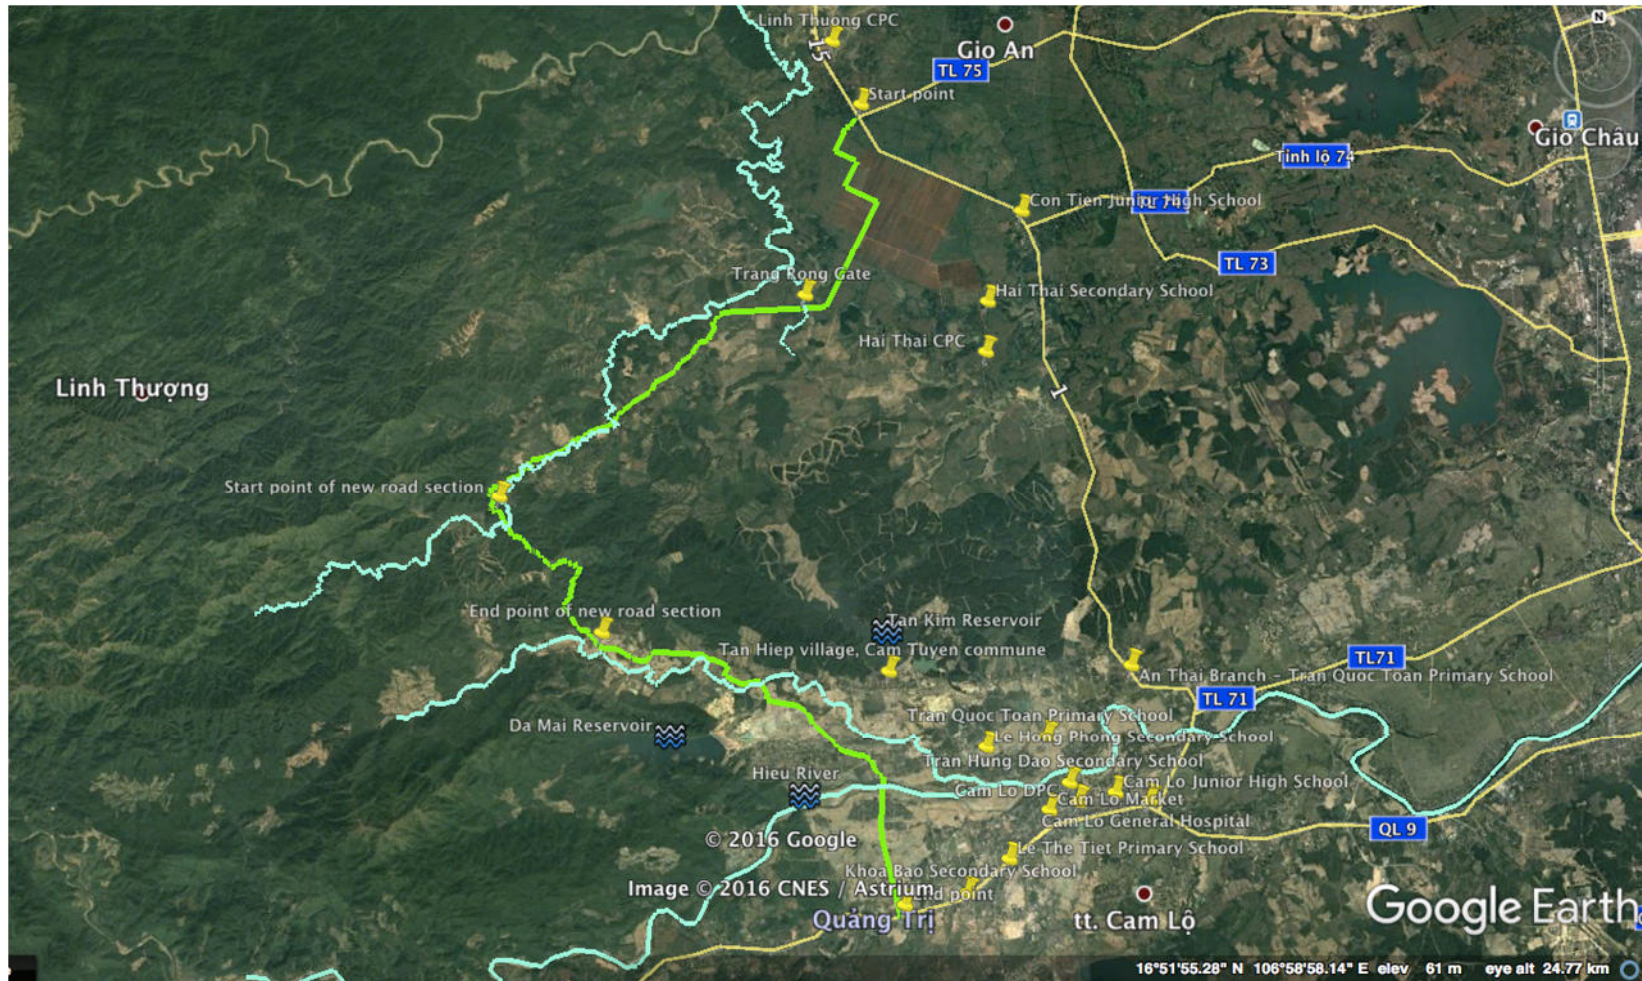 Linh Thuong CPC
15
Gio An
TL 75
N
Start point
Gio Châu
Tỉnh lộ 74
Con Tien Junior High School
TL 74
TL 73
Trang Rong Gate
Hai Thai Secondary School
Hai Thai CPC
Linh Thượng
1
Start point of new road section
End point of new road section
Tan Kim Reservoir
Tan Hiep village, Cam Tuyen commune
TL71
An Thai Branch - Tran Quoc Toan Primary School
TL 71
Tran Quoc Toan Primary School
Da Mai Reservoir
Le Hong Phong Secondary School
Tran Hung Dao Secondary School
Hieu River
Cam Lo Junior High School
Cam Lo DPC
Cam Lo Market
Cam Lo General Hospital
QL 9
© 2016 Google
Le The Tiet Primary School
Khoa Bao Secondary School
Image © 2016 CNES / Astrium
End point
Quảng Trị
tt. Cam Lộ
Google Earth
16°51'55.28" N 106°58'58.14" E elev 61 m eye alt 24.77 km